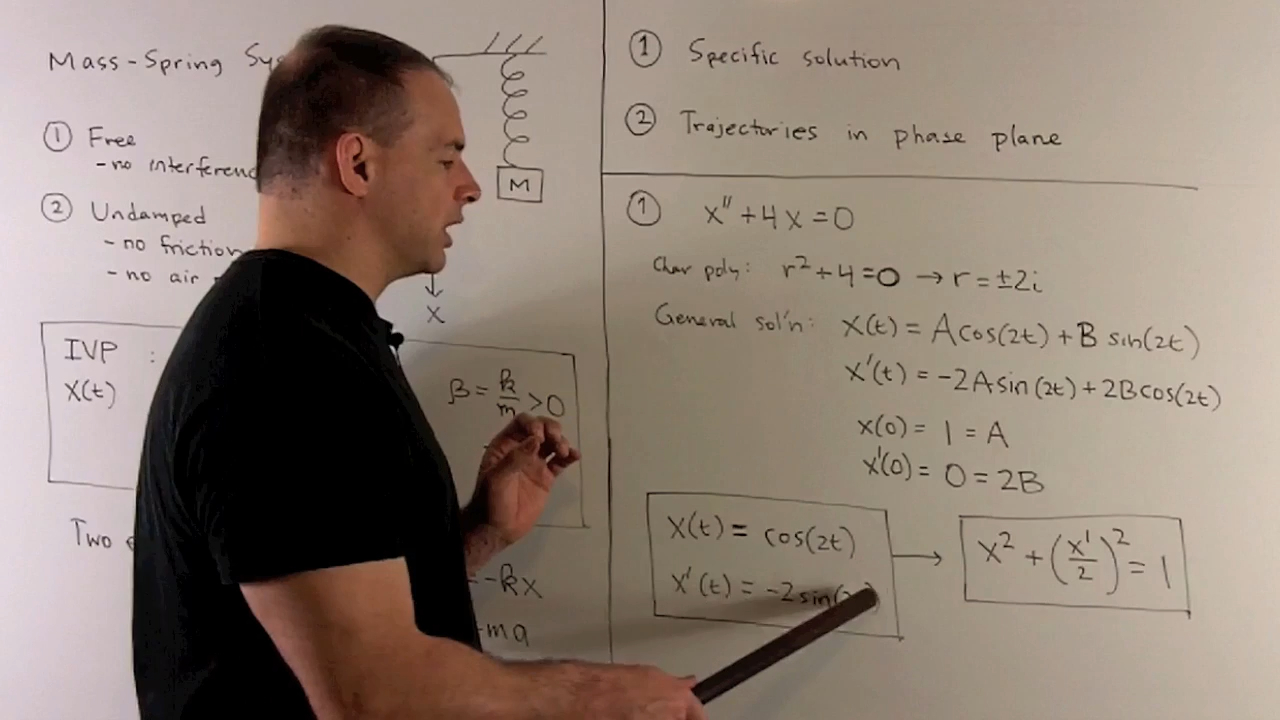 Mass-Spring
① Free
-no
② Undamped
-no friction
-no air
M
X
IVP :
X(t)
β = k/m > 0
Two
= -kx
ma
① Specific solution
② Trajectories in phase plane
① x'' + 4x = 0
Char poly: r² + 4 = 0 → r = ±2i
General sol'n: X(t) = A cos(2t) + B sin(2t)
X'(t) = -2A sin(2t) + 2B cos(2t)
x(0) = 1 = A
x'(0) = 0 = 2B
X(t) = cos(2t)
X'(t) = -2 sin(
→
X² + (X'/2)² = 1